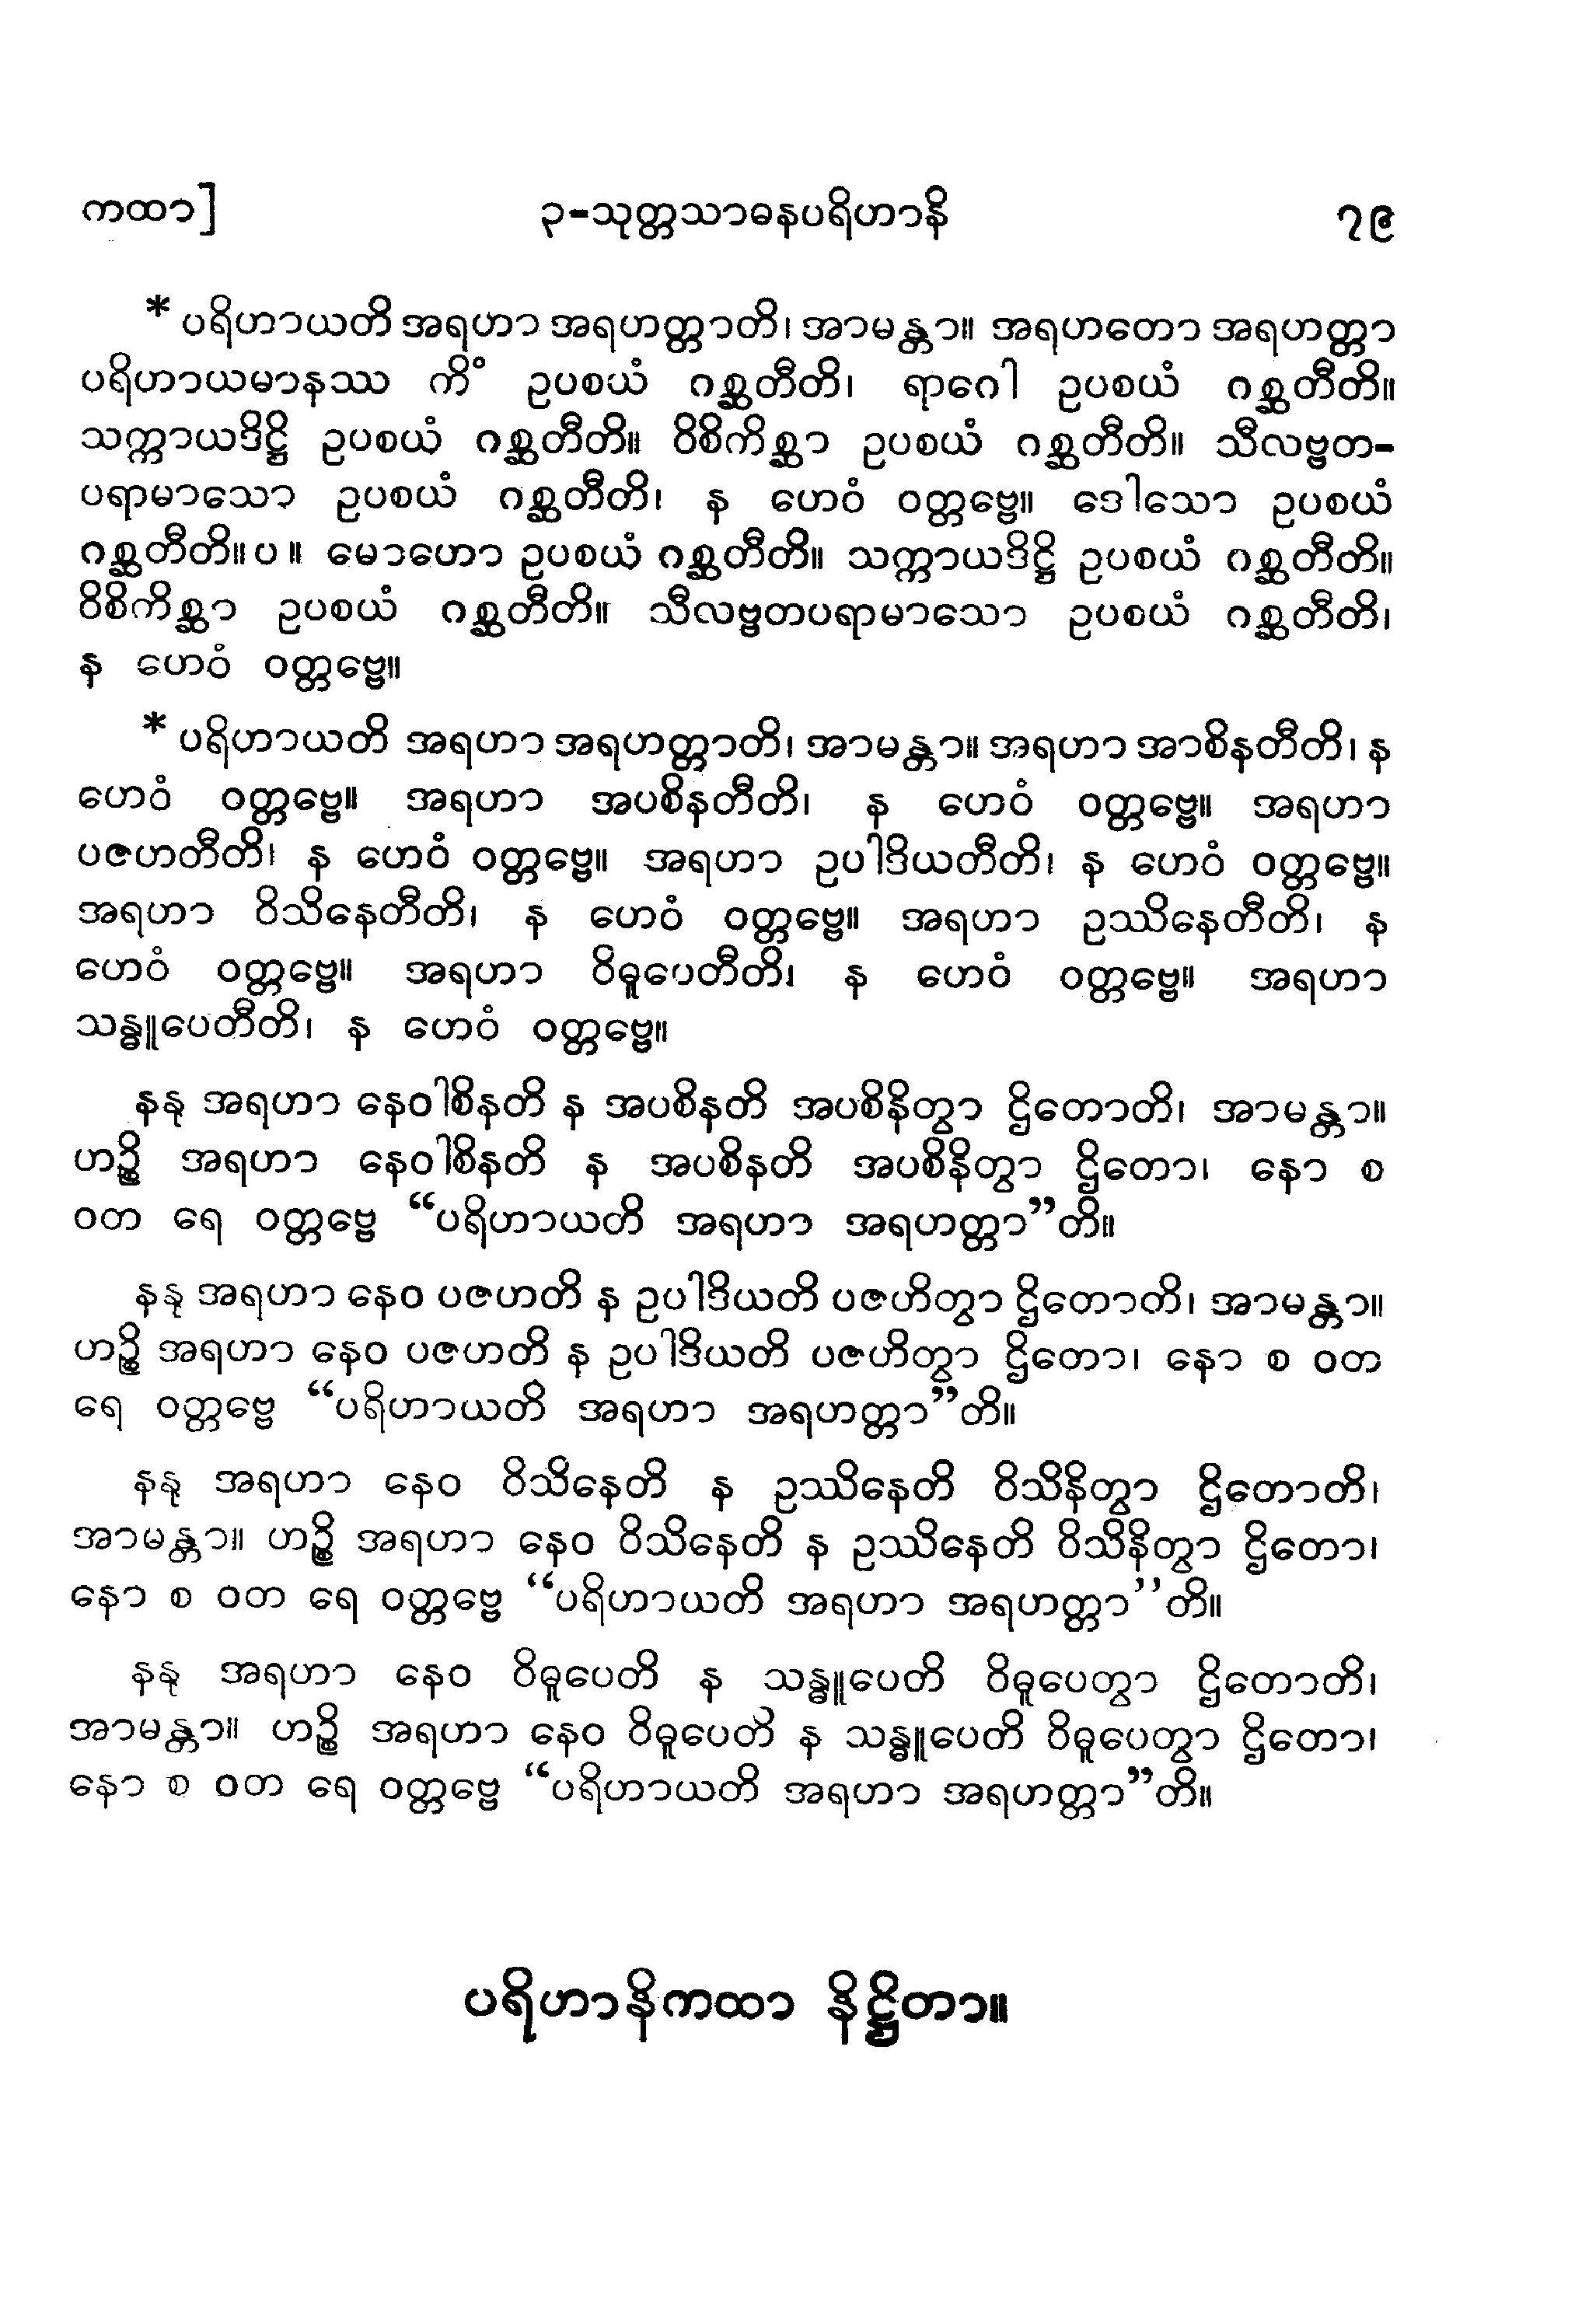 ကထာ] ၃-သုတ္တသာဓနပရိဟာနိ ၇၉
* ပရိဟာယတိ အရဟာ အရဟတ္တာတိ၊ အာမန္တာ။ အရဟတော အရဟတ္တာ
ပရိဟာယမာနဿ ကိံ ဥပစယံ ဂစ္ဆတီတိ၊ ရာဂေါ ဥပစယံ ဂစ္ဆတီတိ။
သက္ကာယဒိဋ္ဌိ ဥပစယံ ဂစ္ဆတီတိ။ ဝိစိကိစ္ဆာ ဥပစယံ ဂစ္ဆတီတိ။ သီလဗ္ဗတ-
ပရာမာသော ဥပစယံ ဂစ္ဆတီတိ၊ န ဟေဝံ ဝတ္တဗ္ဗေ။ ဒေါသော ဥပစယံ
ဂစ္ဆတီတိ။ပ။ မောဟော ဥပစယံ ဂစ္ဆတီတိ။ သက္ကာယဒိဋ္ဌိ ဥပစယံ ဂစ္ဆတီတိ။
ဝိစိကိစ္ဆာ ဥပစယံ ဂစ္ဆတီတိ။ သီလဗ္ဗတပရာမာသော ဥပစယံ ဂစ္ဆတီတိ၊
န ဟေဝံ ဝတ္တဗ္ဗေ။
* ပရိဟာယတိ အရဟာ အရဟတ္တာတိ၊ အာမန္တာ။ အရဟာ အာစိနတီတိ၊ န
ဟေဝံ ဝတ္တဗ္ဗေ။ အရဟာ အပစိနတီတိ၊ န ဟေဝံ ဝတ္တဗ္ဗေ။ အရဟာ
ပဇဟတီတိ၊ န ဟေဝံ ဝတ္တဗ္ဗေ။ အရဟာ ဥပါဒိယတီတိ၊ န ဟေဝံ ဝတ္တဗ္ဗေ။
အရဟာ ဝိသိနေတီတိ၊ န ဟေဝံ ဝတ္တဗ္ဗေ။ အရဟာ ဥဿိနေတီတိ၊ န
ဟေဝံ ဝတ္တဗ္ဗေ။ အရဟာ ဝိဓူပေတီတိ၊ န ဟေဝံ ဝတ္တဗ္ဗေ။ အရဟာ
သန္ဓူပေတီတိ၊ န ဟေဝံ ဝတ္တဗ္ဗေ။
နနု အရဟာ နေဝါစိနတိ န အပစိနတိ အပစိနိတွာ ဌိတောတိ၊ အာမန္တာ။
ဟဉ္စိ အရဟာ နေဝါစိနတိ န အပစိနတိ အပစိနိတွာ ဌိတော၊ နော စ
ဝတ ရေ ဝတ္တဗ္ဗေ “ပရိဟာယတိ အရဟာ အရဟတ္တာ”တိ။
နနု အရဟာ နေဝ ပဇဟတိ န ဥပါဒိယတိ ပဇဟိတွာ ဌိတောတိ၊ အာမန္တာ။
ဟဉ္စိ အရဟာ နေဝ ပဇဟတိ န ဥပါဒိယတိ ပဇဟိတွာ ဌိတော၊ နော စ ဝတ
ရေ ဝတ္တဗ္ဗေ “ပရိဟာယတိ အရဟာ အရဟတ္တာ”တိ။
နနု အရဟာ နေဝ ဝိသိနေတိ န ဥဿိနေတိ ဝိသိနိတွာ ဌိတောတိ၊
အာမန္တာ။ ဟဉ္စိ အရဟာ နေဝ ဝိသိနေတိ န ဥဿိနေတိ ဝိသိနိတွာ ဌိတော၊
နော စ ဝတ ရေ ဝတ္တဗ္ဗေ “ပရိဟာယတိ အရဟာ အရဟတ္တာ”တိ။
နနု အရဟာ နေဝ ဝိဓူပေတိ န သန္ဓူပေတိ ဝိဓူပေတွာ ဌိတောတိ၊
အာမန္တာ။ ဟဉ္စိ အရဟာ နေဝ ဝိဓူပေတိ န သန္ဓူပေတိ ဝိဓူပေတွာ ဌိတော၊
နော စ ဝတ ရေ ဝတ္တဗ္ဗေ “ပရိဟာယတိ အရဟာ အရဟတ္တာ”တိ။
ပရိဟာနိကထာ နိဋ္ဌိတာ။